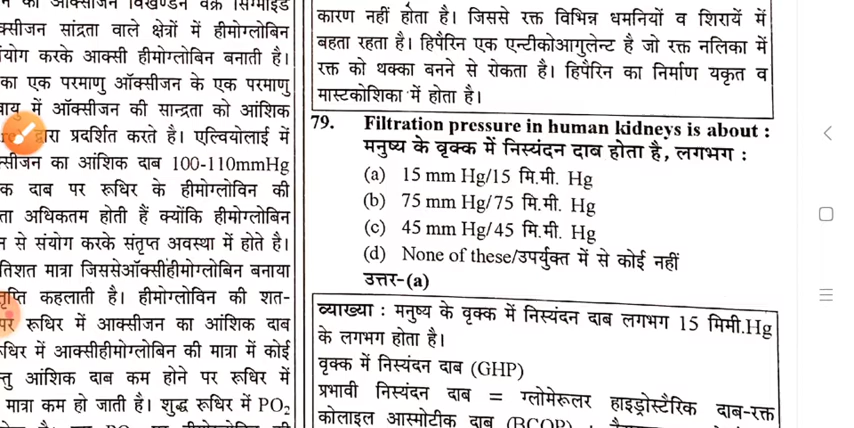 सीजन सांद्रता वाले क्षेत्रों में हीमोग्लोबिन
योग करके आक्सी हीमोग्लोबिन बनाती है।
का एक परमाणु ऑक्सीजन के एक परमाणु
वायु में ऑक्सीजन की सान्द्रता को आंशिक
द्वारा प्रदर्शित करते है। एल्वियोलाई में
सीजन का आंशिक दाब 100-110mmHg
क दाब पर रूधिर के हीमोग्लोविन की
ता अधिकतम होती हैं क्योंकि हीमोग्लोबिन
न से संयोग करके संतृप्त अवस्था में होते है।
तिशत मात्रा जिससेऑक्सीहीमोग्लोबिन बनाया
तृप्ति कहलाती है। हीमोग्लोविन की शत-
पर रूधिर में आक्सीजन का आंशिक दाब
धिर में आक्सीहीमोग्लोबिन की मात्रा में कोई
तु आंशिक दाब कम होने पर रूधिर में
मात्रा कम हो जाती है। शुद्ध रूधिर में PO₂
कारण नहीं होता है। जिससे रक्त विभिन्न धमनियों व शिरायें में
बहता रहता है। हिपैरिन एक एन्टीकोआगुलेन्ट है जो रक्त नलिका में
रक्त को थक्का बनने से रोकता है। हिपैरिन का निर्माण यकृत व
मास्टकोशिका में होता है।
79. Filtration pressure in human kidneys is about :
मनुष्य के वृक्क में निस्यंदन दाब होता है, लगभग :
(a) 15 mm Hg/15 मि.मी. Hg
(b) 75 mm Hg/75 मि.मी. Hg
(c) 45 mm Hg/45 मि.मी. Hg
(d) None of these/उपर्युक्त में से कोई नहीं
उत्तर-(a)
व्याख्या : मनुष्य के वृक्क में निस्यंदन दाब लगभग 15 मिमी.Hg
के लगभग होता है।
वृक्क में निस्यंदन दाब (GHP)
प्रभावी निस्यंदन दाब = ग्लोमेरूलर हाइड्रोस्टैरिक दाब-रक्त
कोलाइल आस्मोटीक दाब (BCOP)